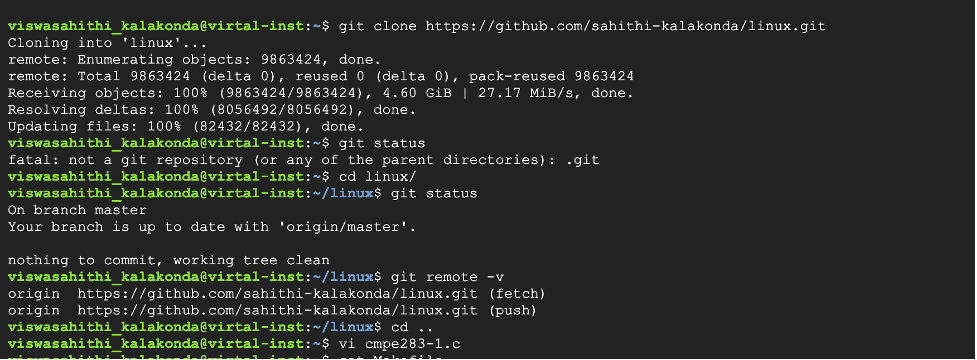 viswasahithi_kalakonda@virtal-inst:~$ git clone https://github.com/sahithi-kalakonda/linux.git
Cloning into 'linux'...
remote: Enumerating objects: 9863424, done.
remote: Total 9863424 (delta 0), reused 0 (delta 0), pack-reused 9863424
Receiving objects: 100% (9863424/9863424), 4.60 GiB | 27.17 MiB/s, done.
Resolving deltas: 100% (8056492/8056492), done.
Updating files: 100% (82432/82432), done.
viswasahithi_kalakonda@virtal-inst:~$ git status
fatal: not a git repository (or any of the parent directories): .git
viswasahithi_kalakonda@virtal-inst:~$ cd linux/
viswasahithi_kalakonda@virtal-inst:~/linux$ git status
On branch master
Your branch is up to date with 'origin/master'.
nothing to commit, working tree clean
viswasahithi_kalakonda@virtal-inst:~/linux$ git remote -v
origin  https://github.com/sahithi-kalakonda/linux.git (fetch)
origin  https://github.com/sahithi-kalakonda/linux.git (push)
viswasahithi_kalakonda@virtal-inst:~/linux$ cd ..
viswasahithi_kalakonda@virtal-inst:~$ vi cmpe283-1.c
viswasahithi_kalakonda@virtal-inst:~$ cat Makefile